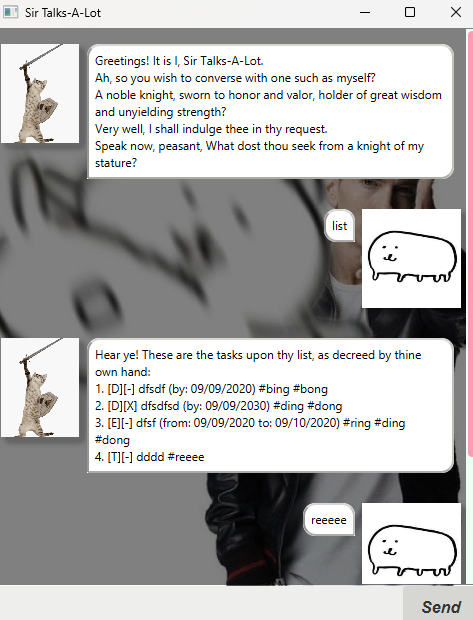 Sir Talks-A-Lot
Greetings! It is I, Sir Talks-A-Lot.
Ah, so you wish to converse with one such as myself?
A noble knight, sworn to honor and valor, holder of great wisdom
and unyielding strength?
Very well, I shall indulge thee in thy request.
Speak now, peasant, What dost thou seek from a knight of my
stature?
list
Hear ye! These are the tasks upon thy list, as decreed by thine
own hand:
1. [D][-] dfsdf (by: 09/09/2020) #bing #bong
2. [D][X] dfsdfsd (by: 09/09/2030) #ding #dong
3. [E][-] dfsf (from: 09/09/2020 to: 09/10/2020) #ring #ding
#dong
4. [T][-] dddd #reeee
reeeee
Send